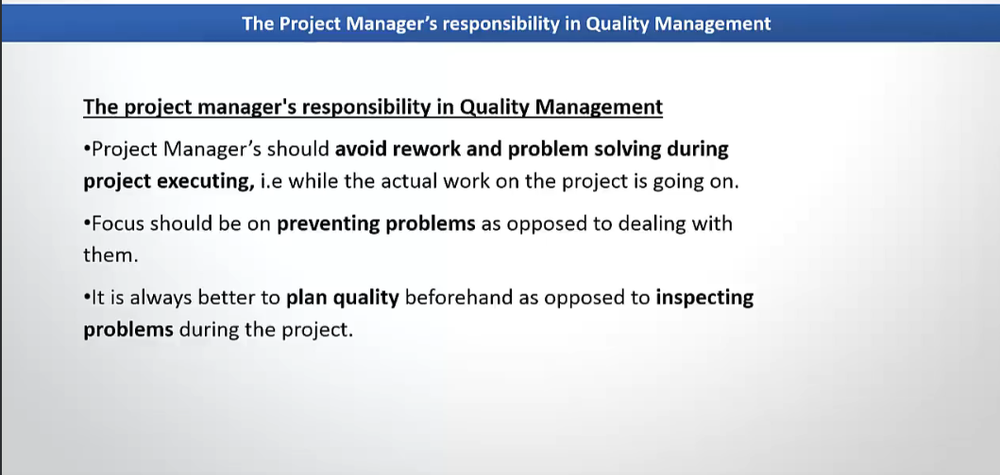 The Project Manager’s responsibility in Quality Management
The project manager's responsibility in Quality Management
•Project Manager’s should avoid rework and problem solving during
project executing, i.e while the actual work on the project is going on.
•Focus should be on preventing problems as opposed to dealing with
them.
•It is always better to plan quality beforehand as opposed to inspecting
problems during the project.